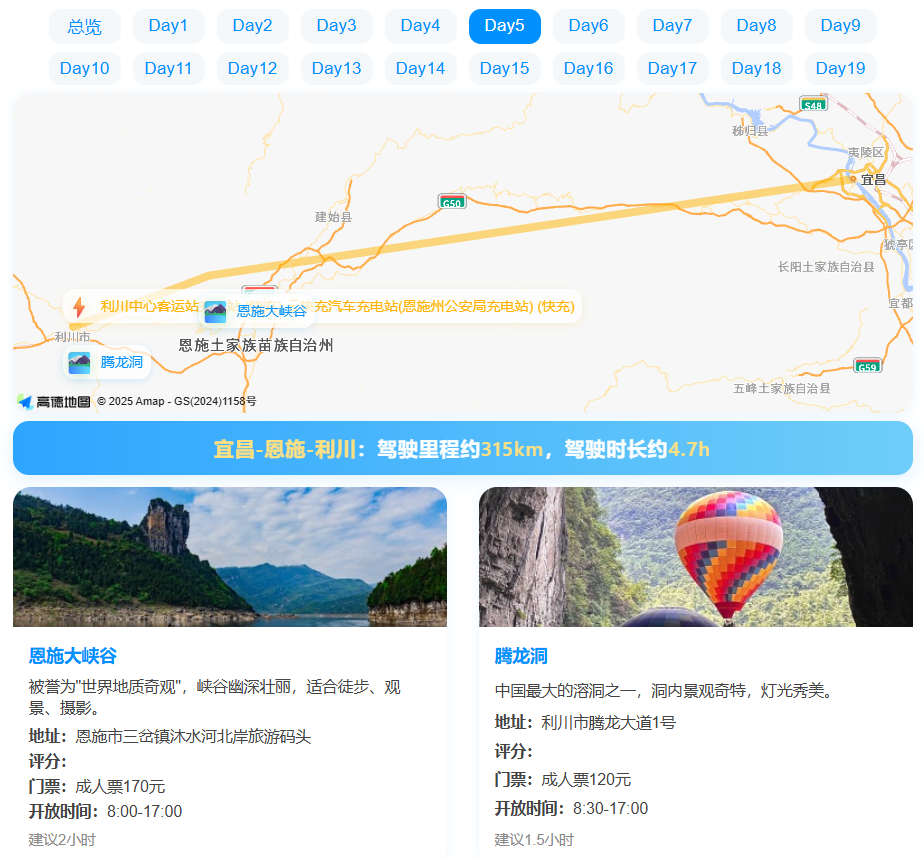 总览 Day1 Day2 Day3 Day4 Day5 Day6 Day7 Day8 Day9
Day10 Day11 Day12 Day13 Day14 Day15 Day16 Day17 Day18 Day19
S48
秭归县
夷陵区
宜昌
G50
建始县
猇亭区
长阳土家族自治县
宜都
利川中心客运站
充汽车充电站(恩施州公安局充电站) (快充)
恩施大峡谷
利川市
恩施土家族苗族自治州
腾龙洞
G59
五峰土家族自治县
高德地图 © 2025 Amap - GS(2024)1158号
宜昌-恩施-利川：驾驶里程约315km，驾驶时长约4.7h
恩施大峡谷
被誉为"世界地质奇观"，峡谷幽深壮丽，适合徒步、观
景、摄影。
地址：恩施市三岔镇沐水河北岸旅游码头
评分：
门票：成人票170元
开放时间：8:00-17:00
建议2小时
腾龙洞
中国最大的溶洞之一，洞内景观奇特，灯光秀美。
地址：利川市腾龙大道1号
评分：
门票：成人票120元
开放时间：8:30-17:00
建议1.5小时